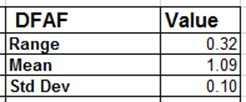 DFAF Value
Range 0.32
Mean 1.09
Std Dev 0.10